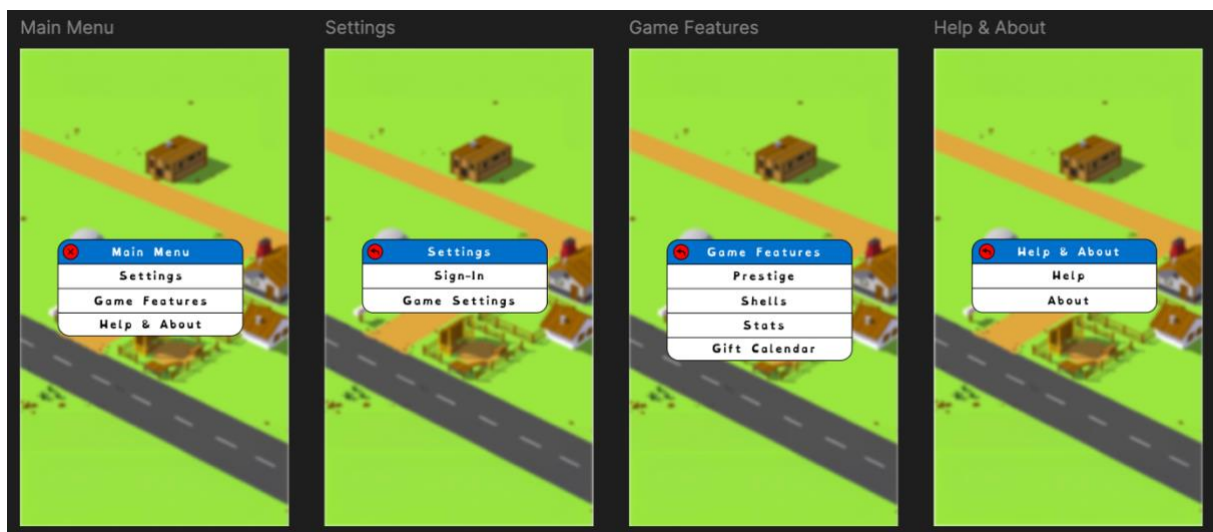 Main Menu
Settings
Game Features
Help & About
Main Menu
Settings
Game Features
Help & About
Settings
Sign-In
Game Settings
Game Features
Prestige
Shells
Stats
Gift Calendar
Help & About
Help
About